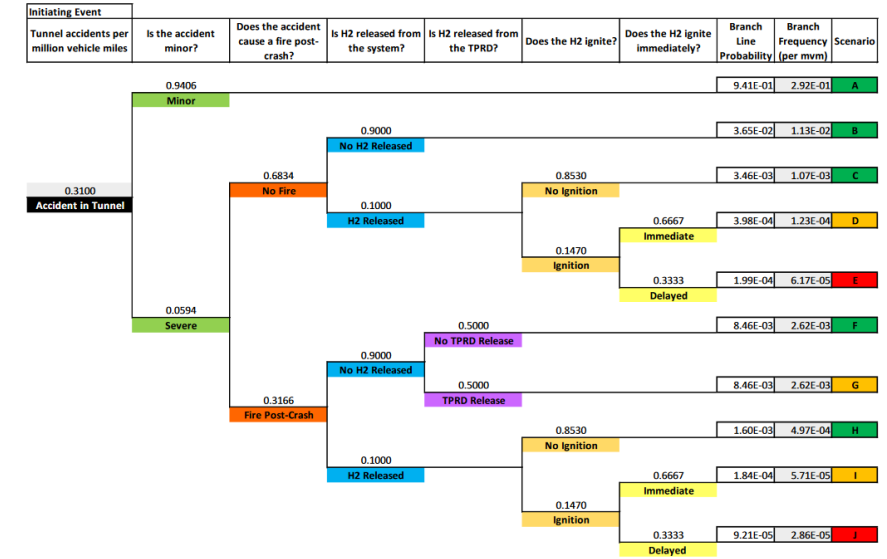 Initiating Event
Tunnel accidents per million vehicle miles
Is the accident minor?
Does the accident cause a fire post-crash?
Is H2 released from the system?
Is H2 released from the TPRD?
Does the H2 ignite?
Does the H2 ignite immediately?
Branch Line Probability
Branch Frequency (per mvm)
Scenario
0.9406 9.41E-01 2.92E-01 A
Minor
0.9000 3.65E-02 1.13E-02 B
No H2 Released
0.6834 0.8530 3.46E-03 1.07E-03 C
0.3100 No Fire No Ignition
Accident in Tunnel 0.1000 0.6667 3.98E-04 1.23E-04 D
H2 Released Immediate
0.1470
Ignition 0.3333 1.99E-04 6.17E-05 E
Delayed
0.0594 0.5000 8.46E-03 2.62E-03 F
Severe No TPRD Release
0.9000
No H2 Released 0.5000 8.46E-03 2.62E-03 G
0.3166 TPRD Release
Fire Post-Crash 0.8530 1.60E-03 4.97E-04 H
No Ignition
0.1000 0.6667 1.84E-04 5.71E-05 I
H2 Released Immediate
0.1470
Ignition 0.3333 9.21E-05 2.86E-05 J
Delayed